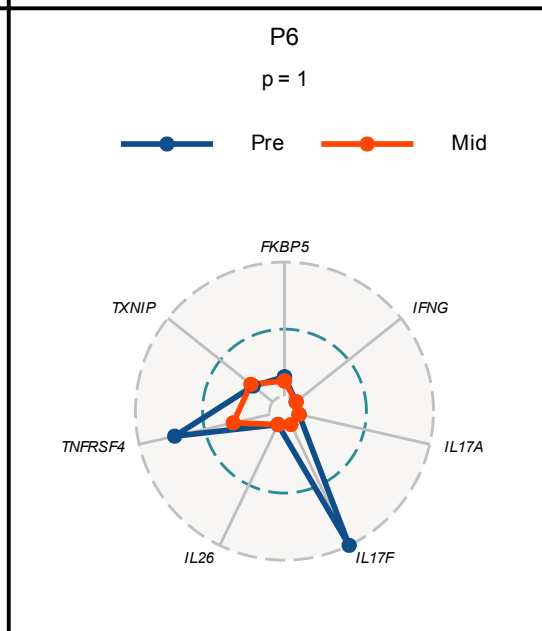 P6
p = 1
Pre Mid
FKBP5
TXNIP IFNG
TNFRSF4 IL17A
IL26 IL17F